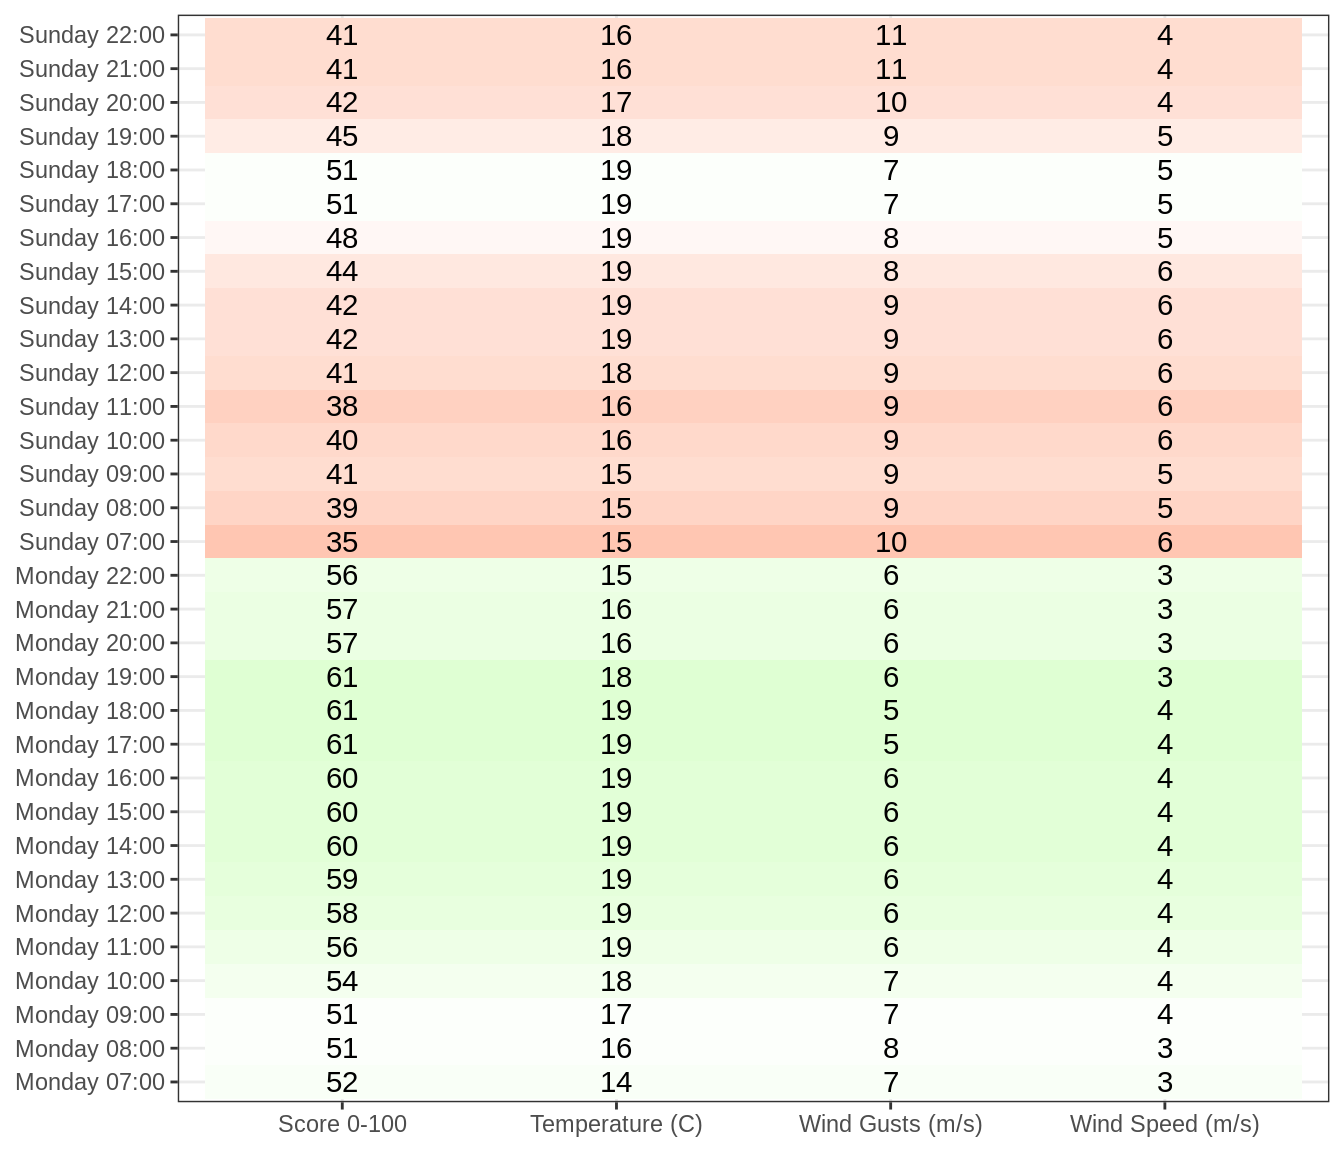 Sunday 22:00 41 16 11 4
Sunday 21:00 41 16 11 4
Sunday 20:00 42 17 10 4
Sunday 19:00 45 18 9 5
Sunday 18:00 51 19 7 5
Sunday 17:00 51 19 7 5
Sunday 16:00 48 19 8 5
Sunday 15:00 44 19 8 6
Sunday 14:00 42 19 9 6
Sunday 13:00 42 19 9 6
Sunday 12:00 41 18 9 6
Sunday 11:00 38 16 9 6
Sunday 10:00 40 16 9 6
Sunday 09:00 41 15 9 5
Sunday 08:00 39 15 9 5
Sunday 07:00 35 15 10 6
Monday 22:00 56 15 6 3
Monday 21:00 57 16 6 3
Monday 20:00 57 16 6 3
Monday 19:00 61 18 6 3
Monday 18:00 61 19 5 4
Monday 17:00 61 19 5 4
Monday 16:00 60 19 6 4
Monday 15:00 60 19 6 4
Monday 14:00 60 19 6 4
Monday 13:00 59 19 6 4
Monday 12:00 58 19 6 4
Monday 11:00 56 19 6 4
Monday 10:00 54 18 7 4
Monday 09:00 51 17 7 4
Monday 08:00 51 16 8 3
Monday 07:00 52 14 7 3
Score 0-100 Temperature (C) Wind Gusts (m/s) Wind Speed (m/s)